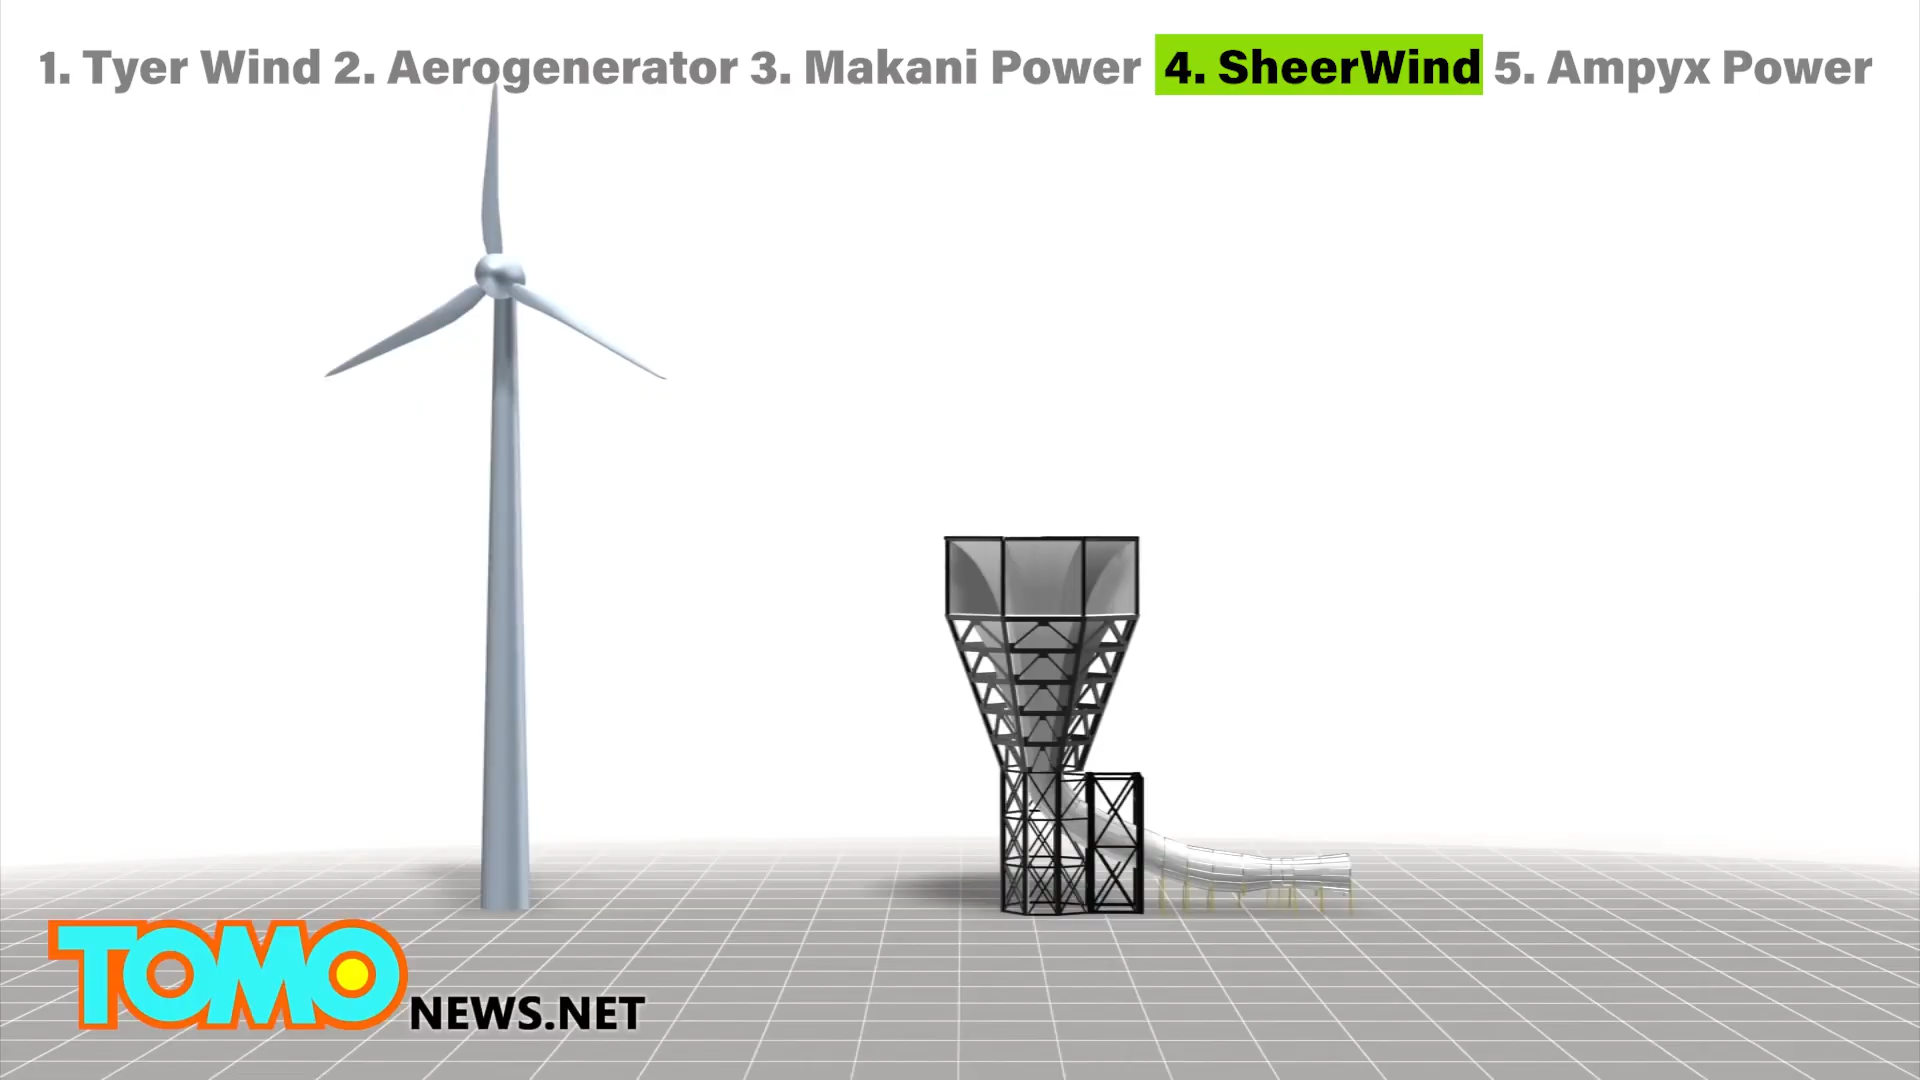 1. Tyer Wind 2. Aerogenerator 3. Makani Power 4. SheerWind 5. Ampyx Power
TOMO NEWS.NET